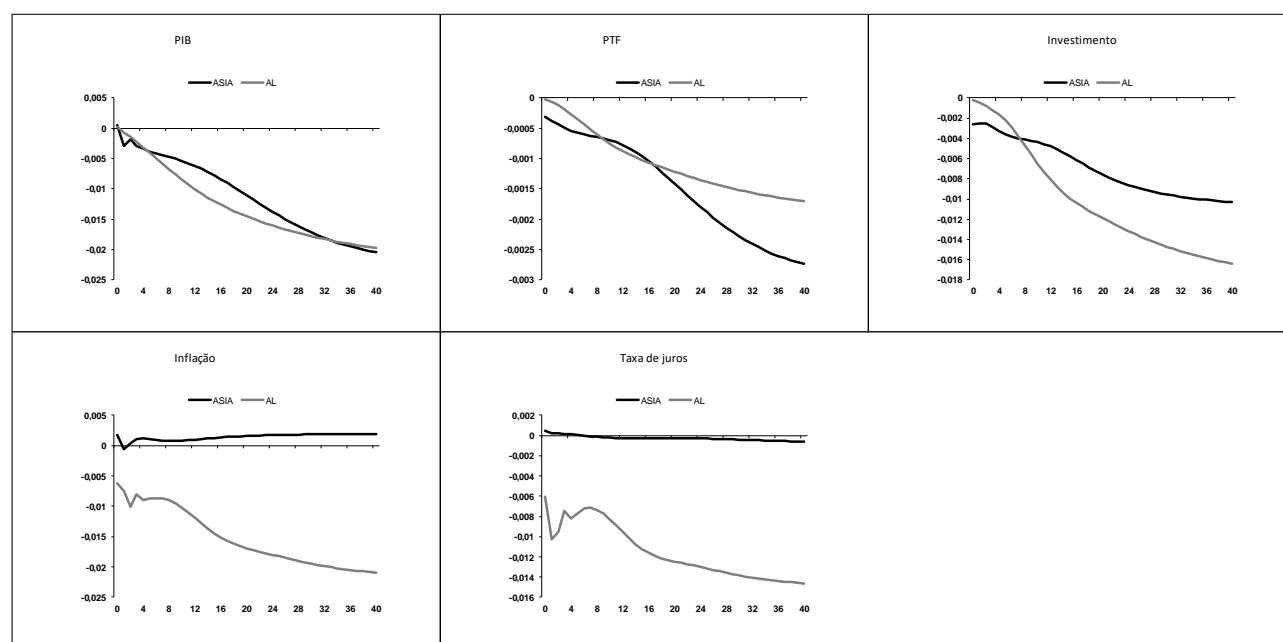 PIB
ASIA AL
0,005
0
-0,005
-0,01
-0,015
-0,02
-0,025
0 4 8 12 16 20 24 28 32 36 40
PTF
ASIA AL
0
-0,0005
-0,001
-0,0015
-0,002
-0,0025
-0,003
0 4 8 12 16 20 24 28 32 36 40
Investimento
ASIA AL
0
-0,002
-0,004
-0,006
-0,008
-0,01
-0,012
-0,014
-0,016
-0,018
0 4 8 12 16 20 24 28 32 36 40
Inflação
ASIA AL
0,005
0
-0,005
-0,01
-0,015
-0,02
-0,025
0 4 8 12 16 20 24 28 32 36 40
Taxa de juros
ASIA AL
0,002
0
-0,002
-0,004
-0,006
-0,008
-0,01
-0,012
-0,014
-0,016
0 4 8 12 16 20 24 28 32 36 40